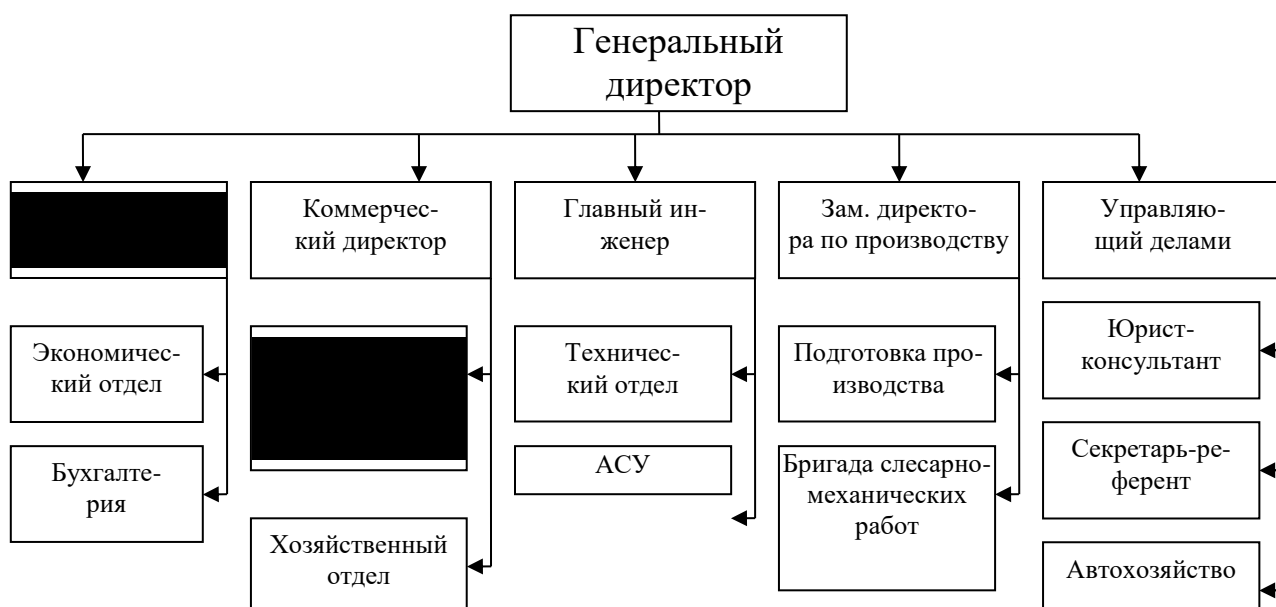 Генеральный
директор
Коммерчес-
кий директор
Главный ин-
женер
Зам. директо-
ра по производству
Управляю-
щий делами
Экономичес-
кий отдел
Техничес-
кий отдел
Подготовка про-
изводства
Юрист-
консультант
Бухгалте-
рия
АСУ
Бригада слесарно-
механических
работ
Секретарь-ре-
ферент
Хозяйственный
отдел
Автохозяйство